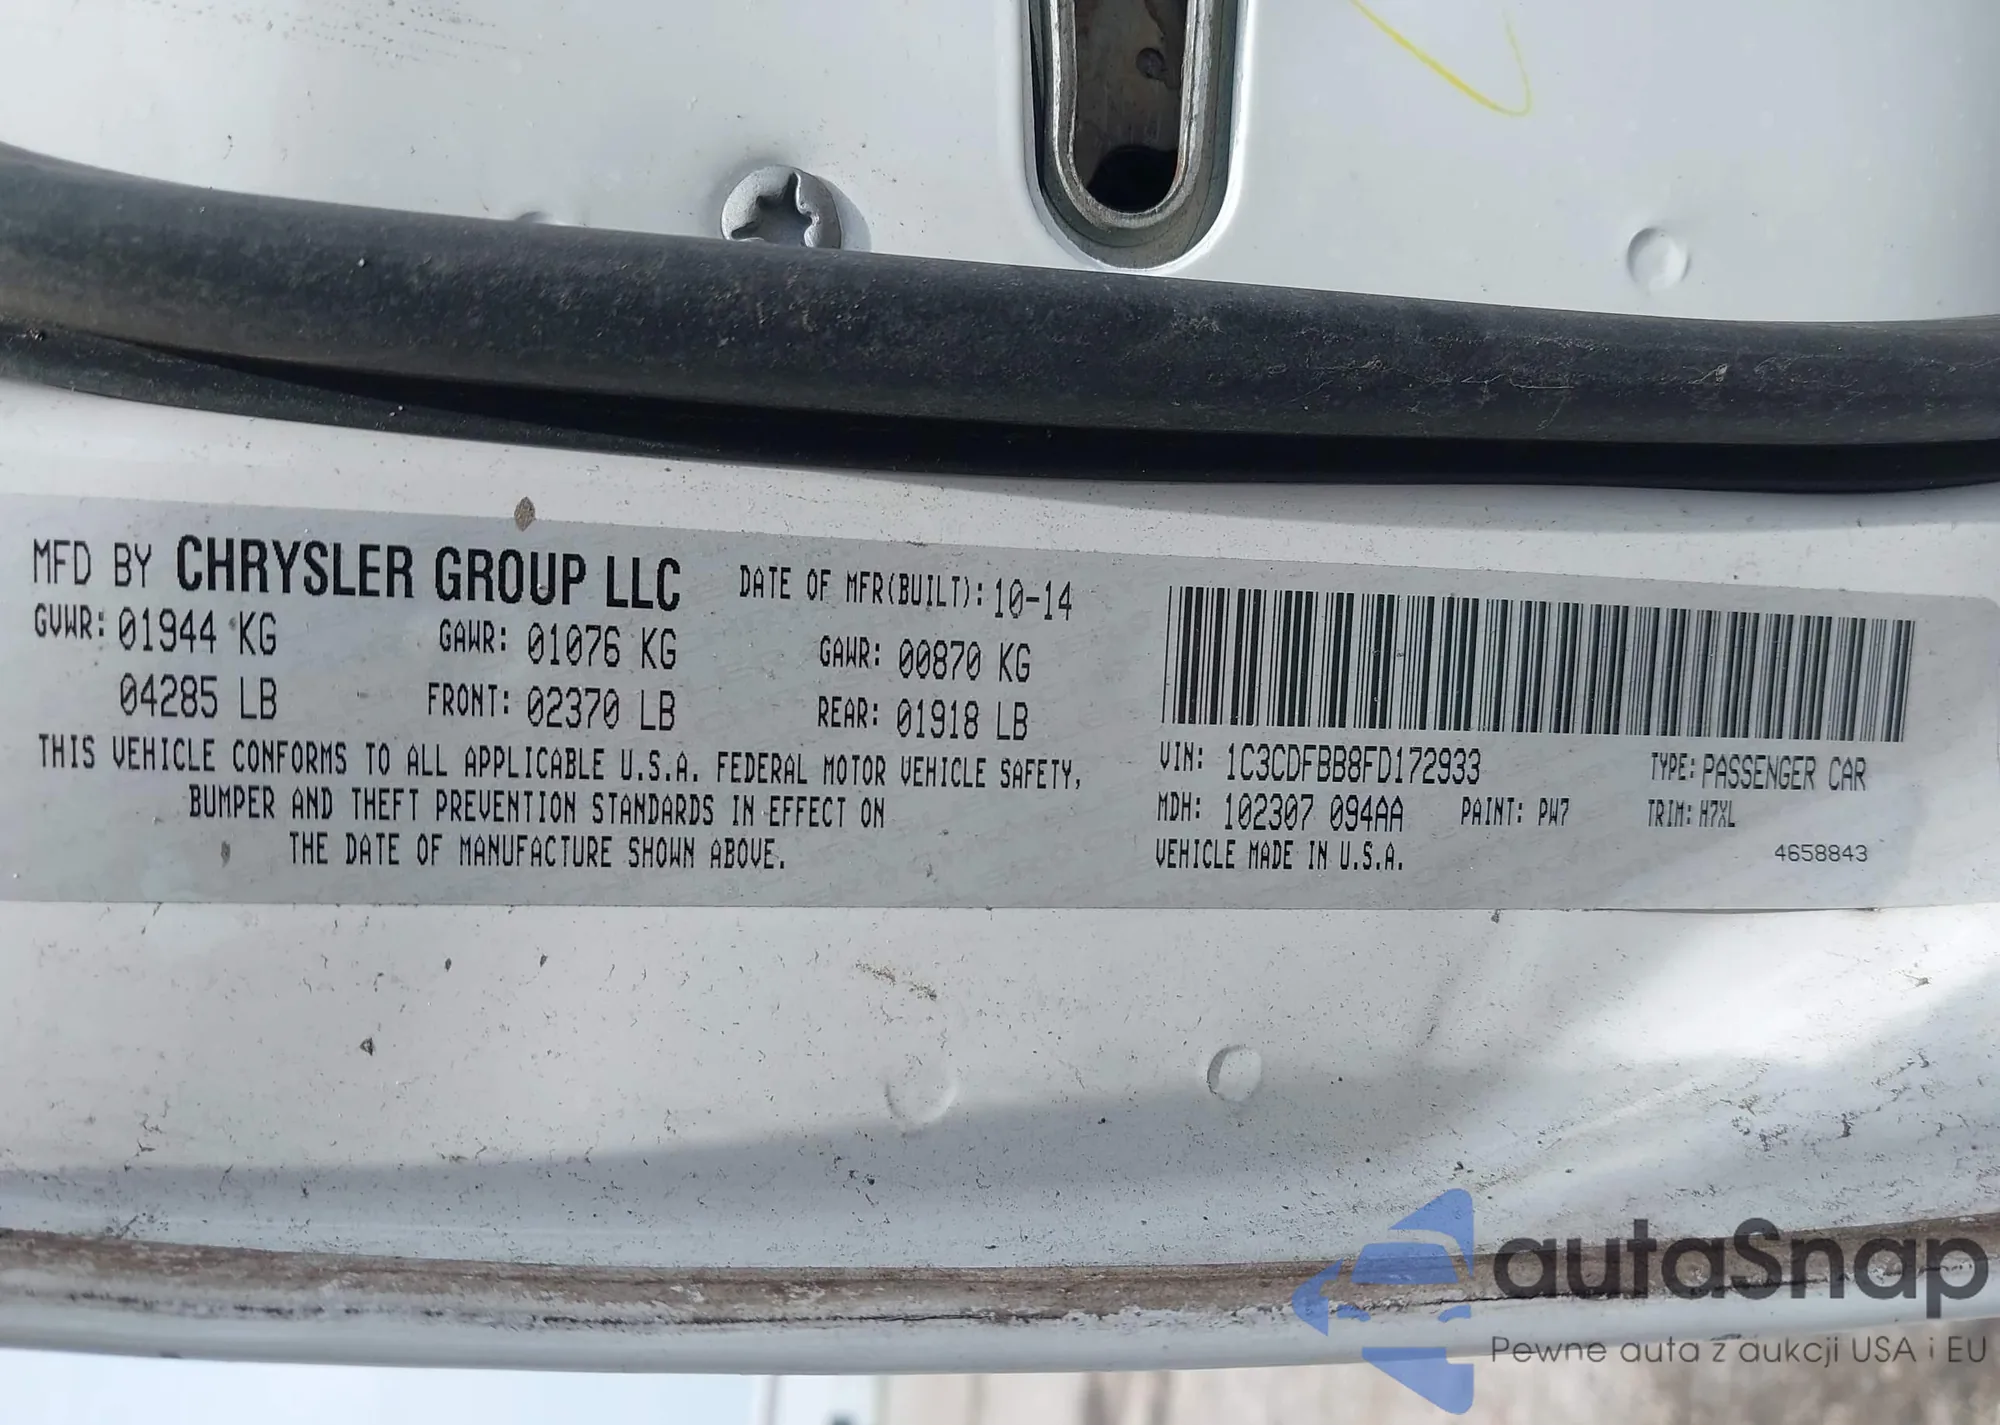 MFD BY CHRYSLER GROUP LLC DATE OF MFR(BUILT): 10-14
GVWR: 01944 KG GAWR: 01076 KG GAWR: 00870 KG
04285 LB FRONT: 02370 LB REAR: 01918 LB
THIS VEHICLE CONFORMS TO ALL APPLICABLE U.S.A. FEDERAL MOTOR VEHICLE SAFETY,
BUMPER AND THEFT PREVENTION STANDARDS IN EFFECT ON
THE DATE OF MANUFACTURE SHOWN ABOVE.
VIN: 1C3CDFBB8FD172933 TYPE: PASSENGER CAR
MDH: 102307 094AA PAINT: PW7 TRIM: H7XL
VEHICLE MADE IN U.S.A. 4658843
autaSnap
Pewne auta z aukcji USA i EU